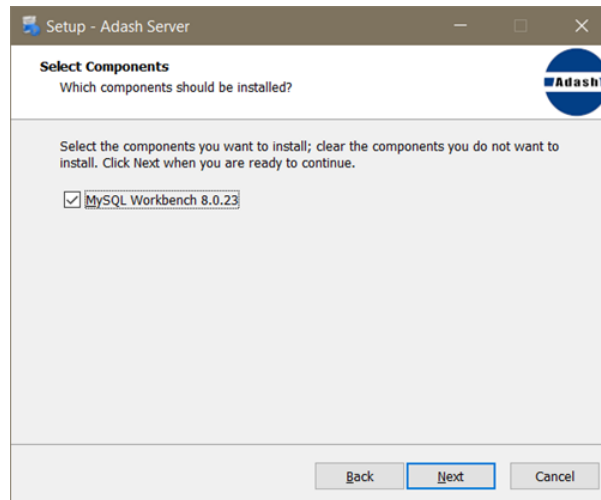 Setup - Adash Server
Select Components
Which components should be installed?
Adash
Select the components you want to install; clear the components you do not want to
install. Click Next when you are ready to continue.
MySQL Workbench 8.0.23
Back Next Cancel